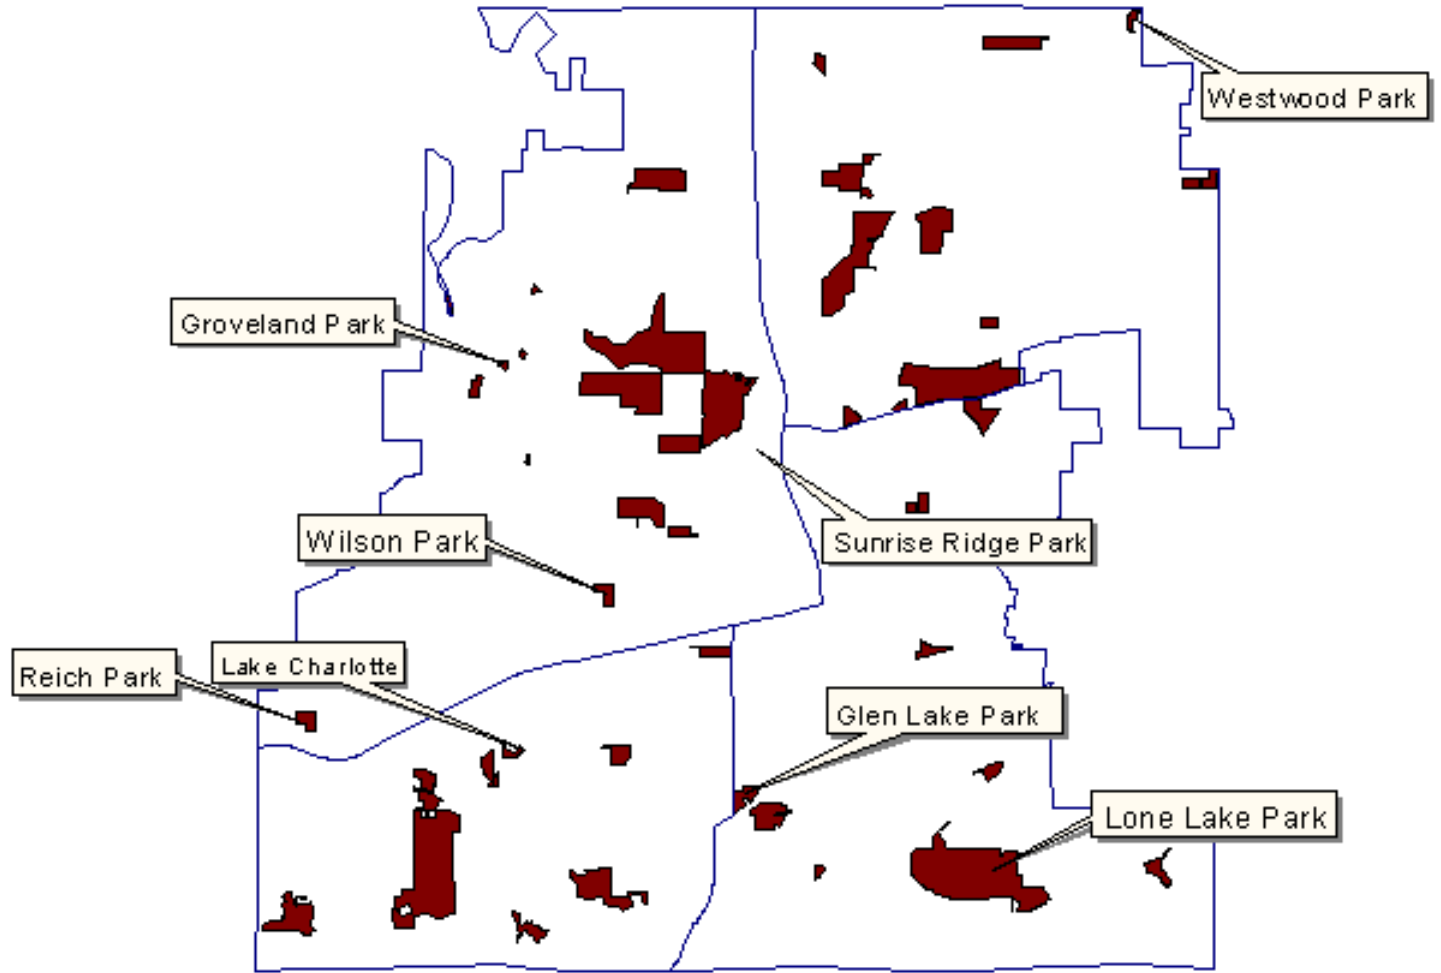 Westwood Park
Groveland Park
Wilson Park
Sunrise Ridge Park
Reich Park
Lake Charlotte
Glen Lake Park
Lone Lake Park